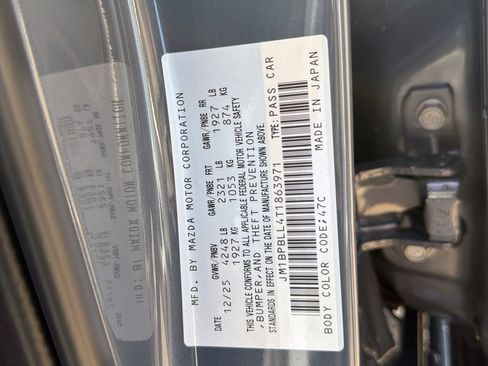 MFD. BY MAZDA MOTOR CORPORATION
GVWR/PNBV GAWR/PNBE FRT GAWR/PNBE RR
DATE 12/25 4248 LB 2321 LB 1927 LB
1927 KG 1053 KG 874 KG
THIS VEHICLE CONFORMS TO ALL APPLICABLE FEDERAL MOTOR VEHICLE SAFETY
,BUMPER,AND THEFT PREVENTION
STANDARDS IN EFFECT ON THE DATE OF MANUFACTURE SHOWN ABOVE.
JM1BPBLL4T1863971 TYPE:PASS CAR
BODY COLOR CODE:47C MADE IN JAPAN